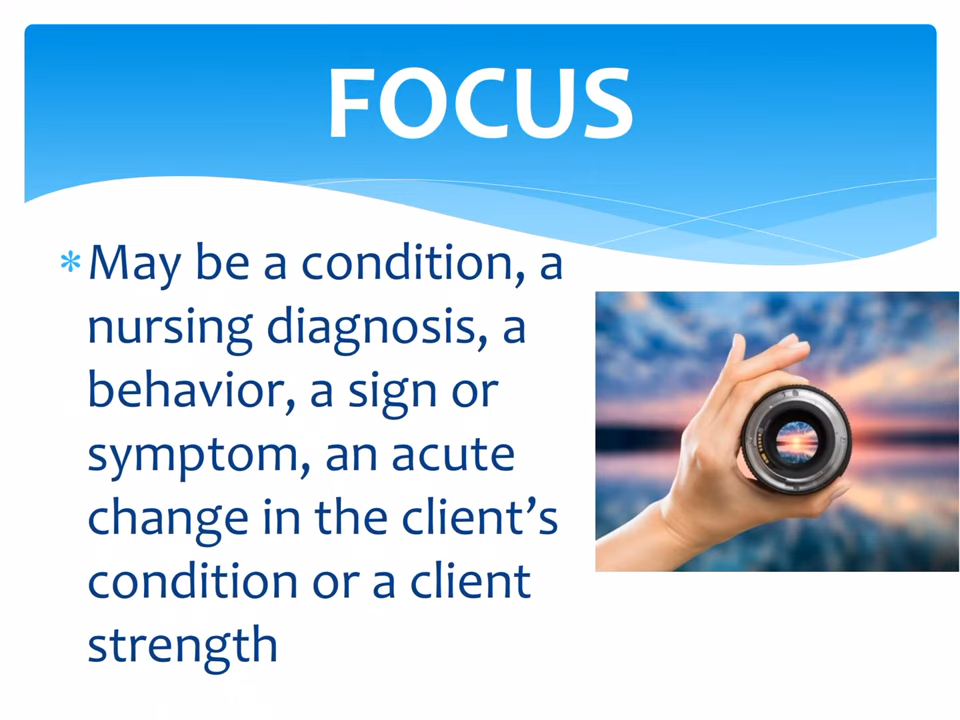 FOCUS
*May be a condition, a
nursing diagnosis, a
behavior, a sign or
symptom, an acute
change in the client’s
condition or a client
strength